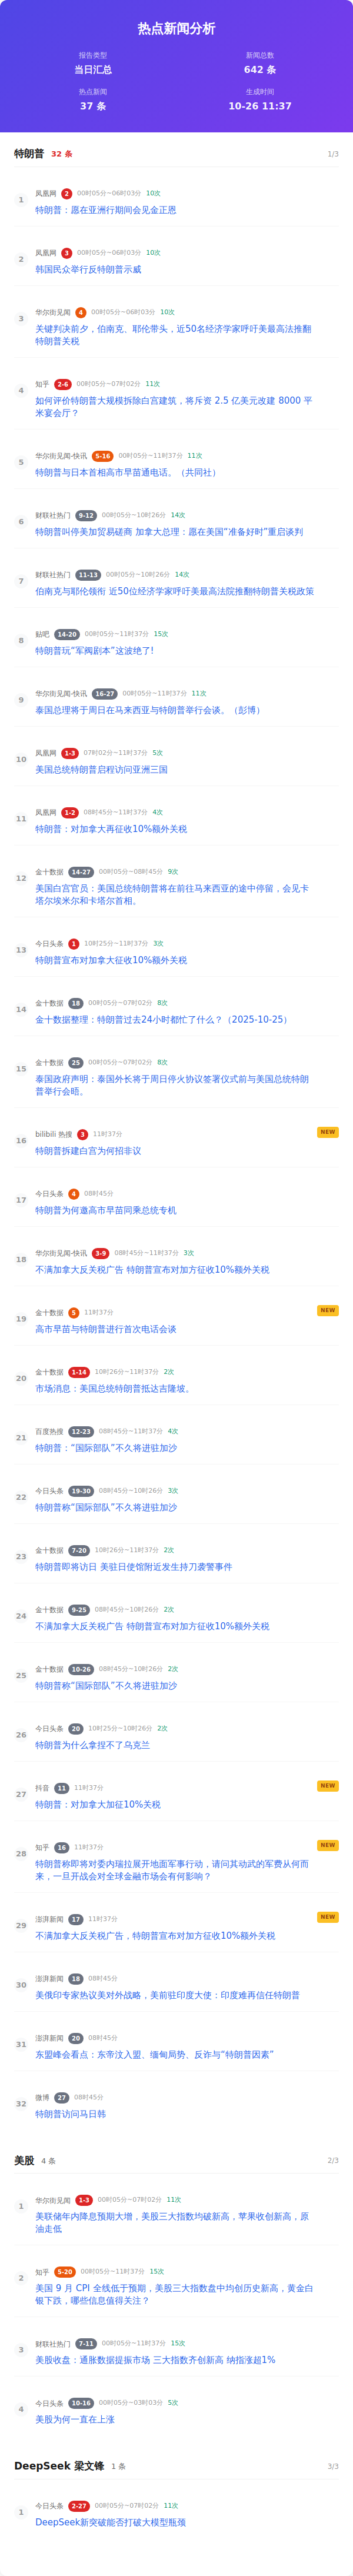 热点新闻分析
报告类型
当日汇总
新闻总数
642 条
热点新闻
37 条
生成时间
10-26 11:37
特朗普 32 条 1/3
1
凤凰网 2 00时05分~06时03分 10次
特朗普：愿在亚洲行期间会见金正恩
2
凤凰网 3 00时05分~06时03分 10次
韩国民众举行反特朗普示威
3
华尔街见闻 4 00时05分~06时03分 10次
关键判决前夕，伯南克、耶伦带头，近50名经济学家呼吁美最高法推翻
特朗普关税
4
知乎 2-6 00时05分~07时02分 11次
如何评价特朗普大规模拆除白宫建筑，将斥资 2.5 亿美元改建 8000 平
米宴会厅？
5
华尔街见闻-快讯 5-16 00时05分~11时37分 11次
特朗普与日本首相高市早苗通电话。（共同社）
6
财联社热门 9-12 00时05分~10时26分 14次
特朗普叫停美加贸易磋商 加拿大总理：愿在美国“准备好时”重启谈判
7
财联社热门 11-13 00时05分~10时26分 14次
伯南克与耶伦领衔 近50位经济学家呼吁美最高法院推翻特朗普关税政策
8
贴吧 14-20 00时05分~11时37分 15次
特朗普玩“军阀剧本”这波绝了!
9
华尔街见闻-快讯 16-27 00时05分~11时37分 11次
泰国总理将于周日在马来西亚与特朗普举行会谈。（彭博）
10
凤凰网 1-3 07时02分~11时37分 5次
美国总统特朗普启程访问亚洲三国
11
凤凰网 1-2 08时45分~11时37分 4次
特朗普：对加拿大再征收10%额外关税
12
金十数据 14-27 00时05分~08时45分 9次
美国白宫官员：美国总统特朗普将在前往马来西亚的途中停留，会见卡
塔尔埃米尔和卡塔尔首相。
13
今日头条 1 10时25分~11时37分 3次
特朗普宣布对加拿大征收10%额外关税
14
金十数据 18 00时05分~07时02分 8次
金十数据整理：特朗普过去24小时都忙了什么？（2025-10-25）
15
金十数据 25 00时05分~07时02分 8次
泰国政府声明：泰国外长将于周日停火协议签署仪式前与美国总统特朗
普举行会晤。
16
bilibili 热搜 3 11时37分 NEW
特朗普拆建白宫为何招非议
17
今日头条 4 08时45分
特朗普为何邀高市早苗同乘总统专机
18
华尔街见闻-快讯 3-9 08时45分~11时37分 3次
不满加拿大反关税广告 特朗普宣布对加方征收10%额外关税
19
金十数据 5 11时37分 NEW
高市早苗与特朗普进行首次电话会谈
20
金十数据 1-14 10时26分~11时37分 2次
市场消息：美国总统特朗普抵达吉隆坡。
21
百度热搜 12-23 08时45分~11时37分 4次
特朗普：“国际部队”不久将进驻加沙
22
今日头条 19-30 08时45分~10时26分 3次
特朗普称“国际部队”不久将进驻加沙
23
金十数据 7-20 10时26分~11时37分 2次
特朗普即将访日 美驻日使馆附近发生持刀袭警事件
24
金十数据 9-25 08时45分~10时26分 2次
不满加拿大反关税广告 特朗普宣布对加方征收10%额外关税
25
金十数据 10-26 08时45分~10时26分 2次
特朗普称“国际部队”不久将进驻加沙
26
今日头条 20 10时25分~10时26分 2次
特朗普为什么拿捏不了乌克兰
27
抖音 11 11时37分 NEW
特朗普：对加拿大加征10%关税
28
知乎 16 11时37分 NEW
特朗普称即将对委内瑞拉展开地面军事行动，请问其动武的军费从何而
来，一旦开战会对全球金融市场会有何影响？
29
澎湃新闻 17 11时37分 NEW
不满加拿大反关税广告，特朗普宣布对加方征收10%额外关税
30
澎湃新闻 18 08时45分
美俄印专家热议美对外战略，美前驻印度大使：印度难再信任特朗普
31
澎湃新闻 20 08时45分
东盟峰会看点：东帝汶入盟、缅甸局势、反诈与“特朗普因素”
32
微博 27 08时45分
特朗普访问马日韩
美股 4 条 2/3
1
华尔街见闻 1-3 00时05分~07时02分 11次
美联储年内降息预期大增，美股三大指数均破新高，苹果收创新高，原
油走低
2
知乎 5-20 00时05分~11时37分 15次
美国 9 月 CPI 全线低于预期，美股三大指数盘中均创历史新高，黄金白
银下跌，哪些信息值得关注？
3
财联社热门 7-11 00时05分~11时37分 15次
美股收盘：通胀数据提振市场 三大指数齐创新高 纳指涨超1%
4
今日头条 10-16 00时05分~03时03分 5次
美股为何一直在上涨
DeepSeek 梁文锋 1 条 3/3
1
今日头条 2-27 00时05分~07时02分 11次
DeepSeek新突破能否打破大模型瓶颈